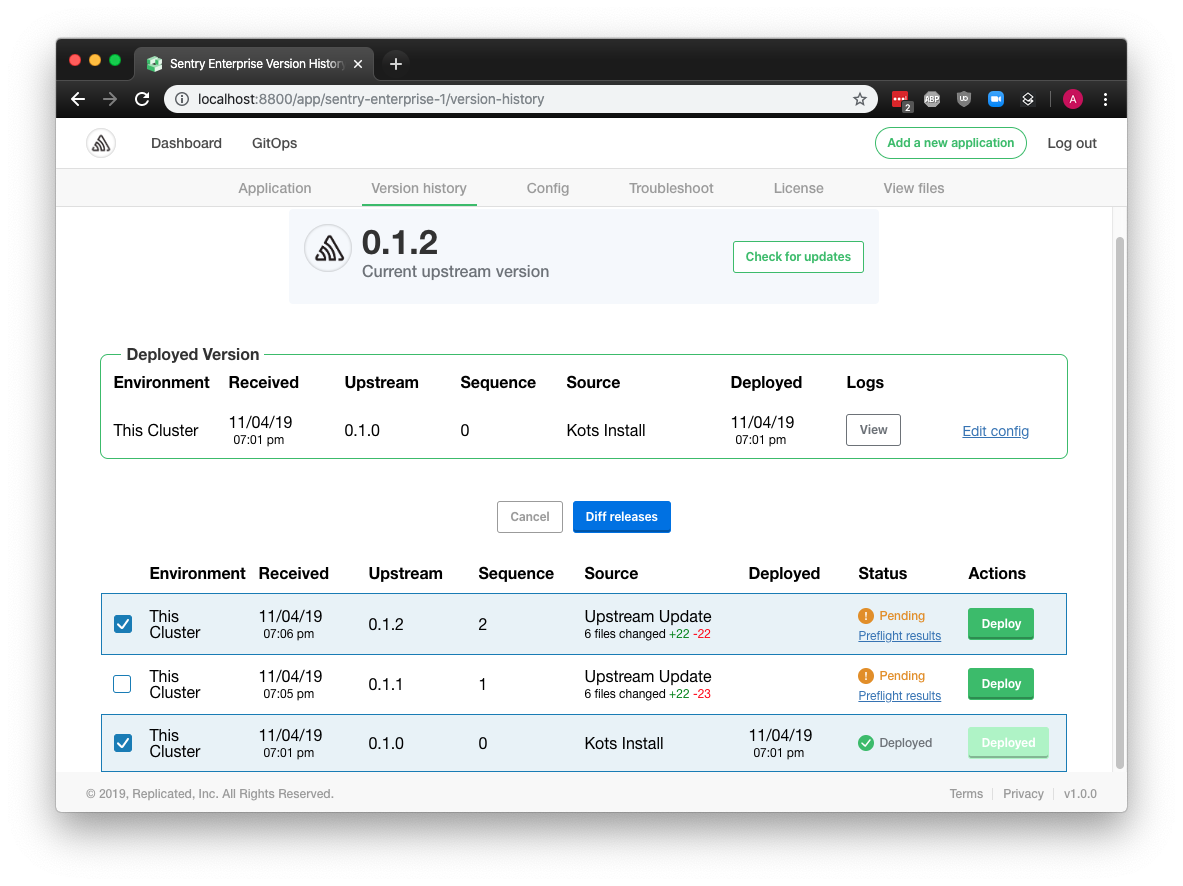 Sentry Enterprise Version History
localhost:8800/app/sentry-enterprise-1/version-history
2
ABP
UD
A
Dashboard GitOps Add a new application Log out
Application Version history Config Troubleshoot License View files
0.1.2
Current upstream version
Check for updates
Deployed Version
Environment Received Upstream Sequence Source Deployed Logs
This Cluster 11/04/19 07:01 pm 0.1.0 0 Kots Install 11/04/19 07:01 pm View Edit config
Cancel Diff releases
Environment Received Upstream Sequence Source Deployed Status Actions
This Cluster 11/04/19 07:06 pm 0.1.2 2 Upstream Update 6 files changed +22 -22 Pending Preflight results Deploy
This Cluster 11/04/19 07:05 pm 0.1.1 1 Upstream Update 6 files changed +22 -23 Pending Preflight results Deploy
This Cluster 11/04/19 07:01 pm 0.1.0 0 Kots Install 11/04/19 07:01 pm Deployed Deployed
© 2019, Replicated, Inc. All Rights Reserved. Terms Privacy v1.0.0